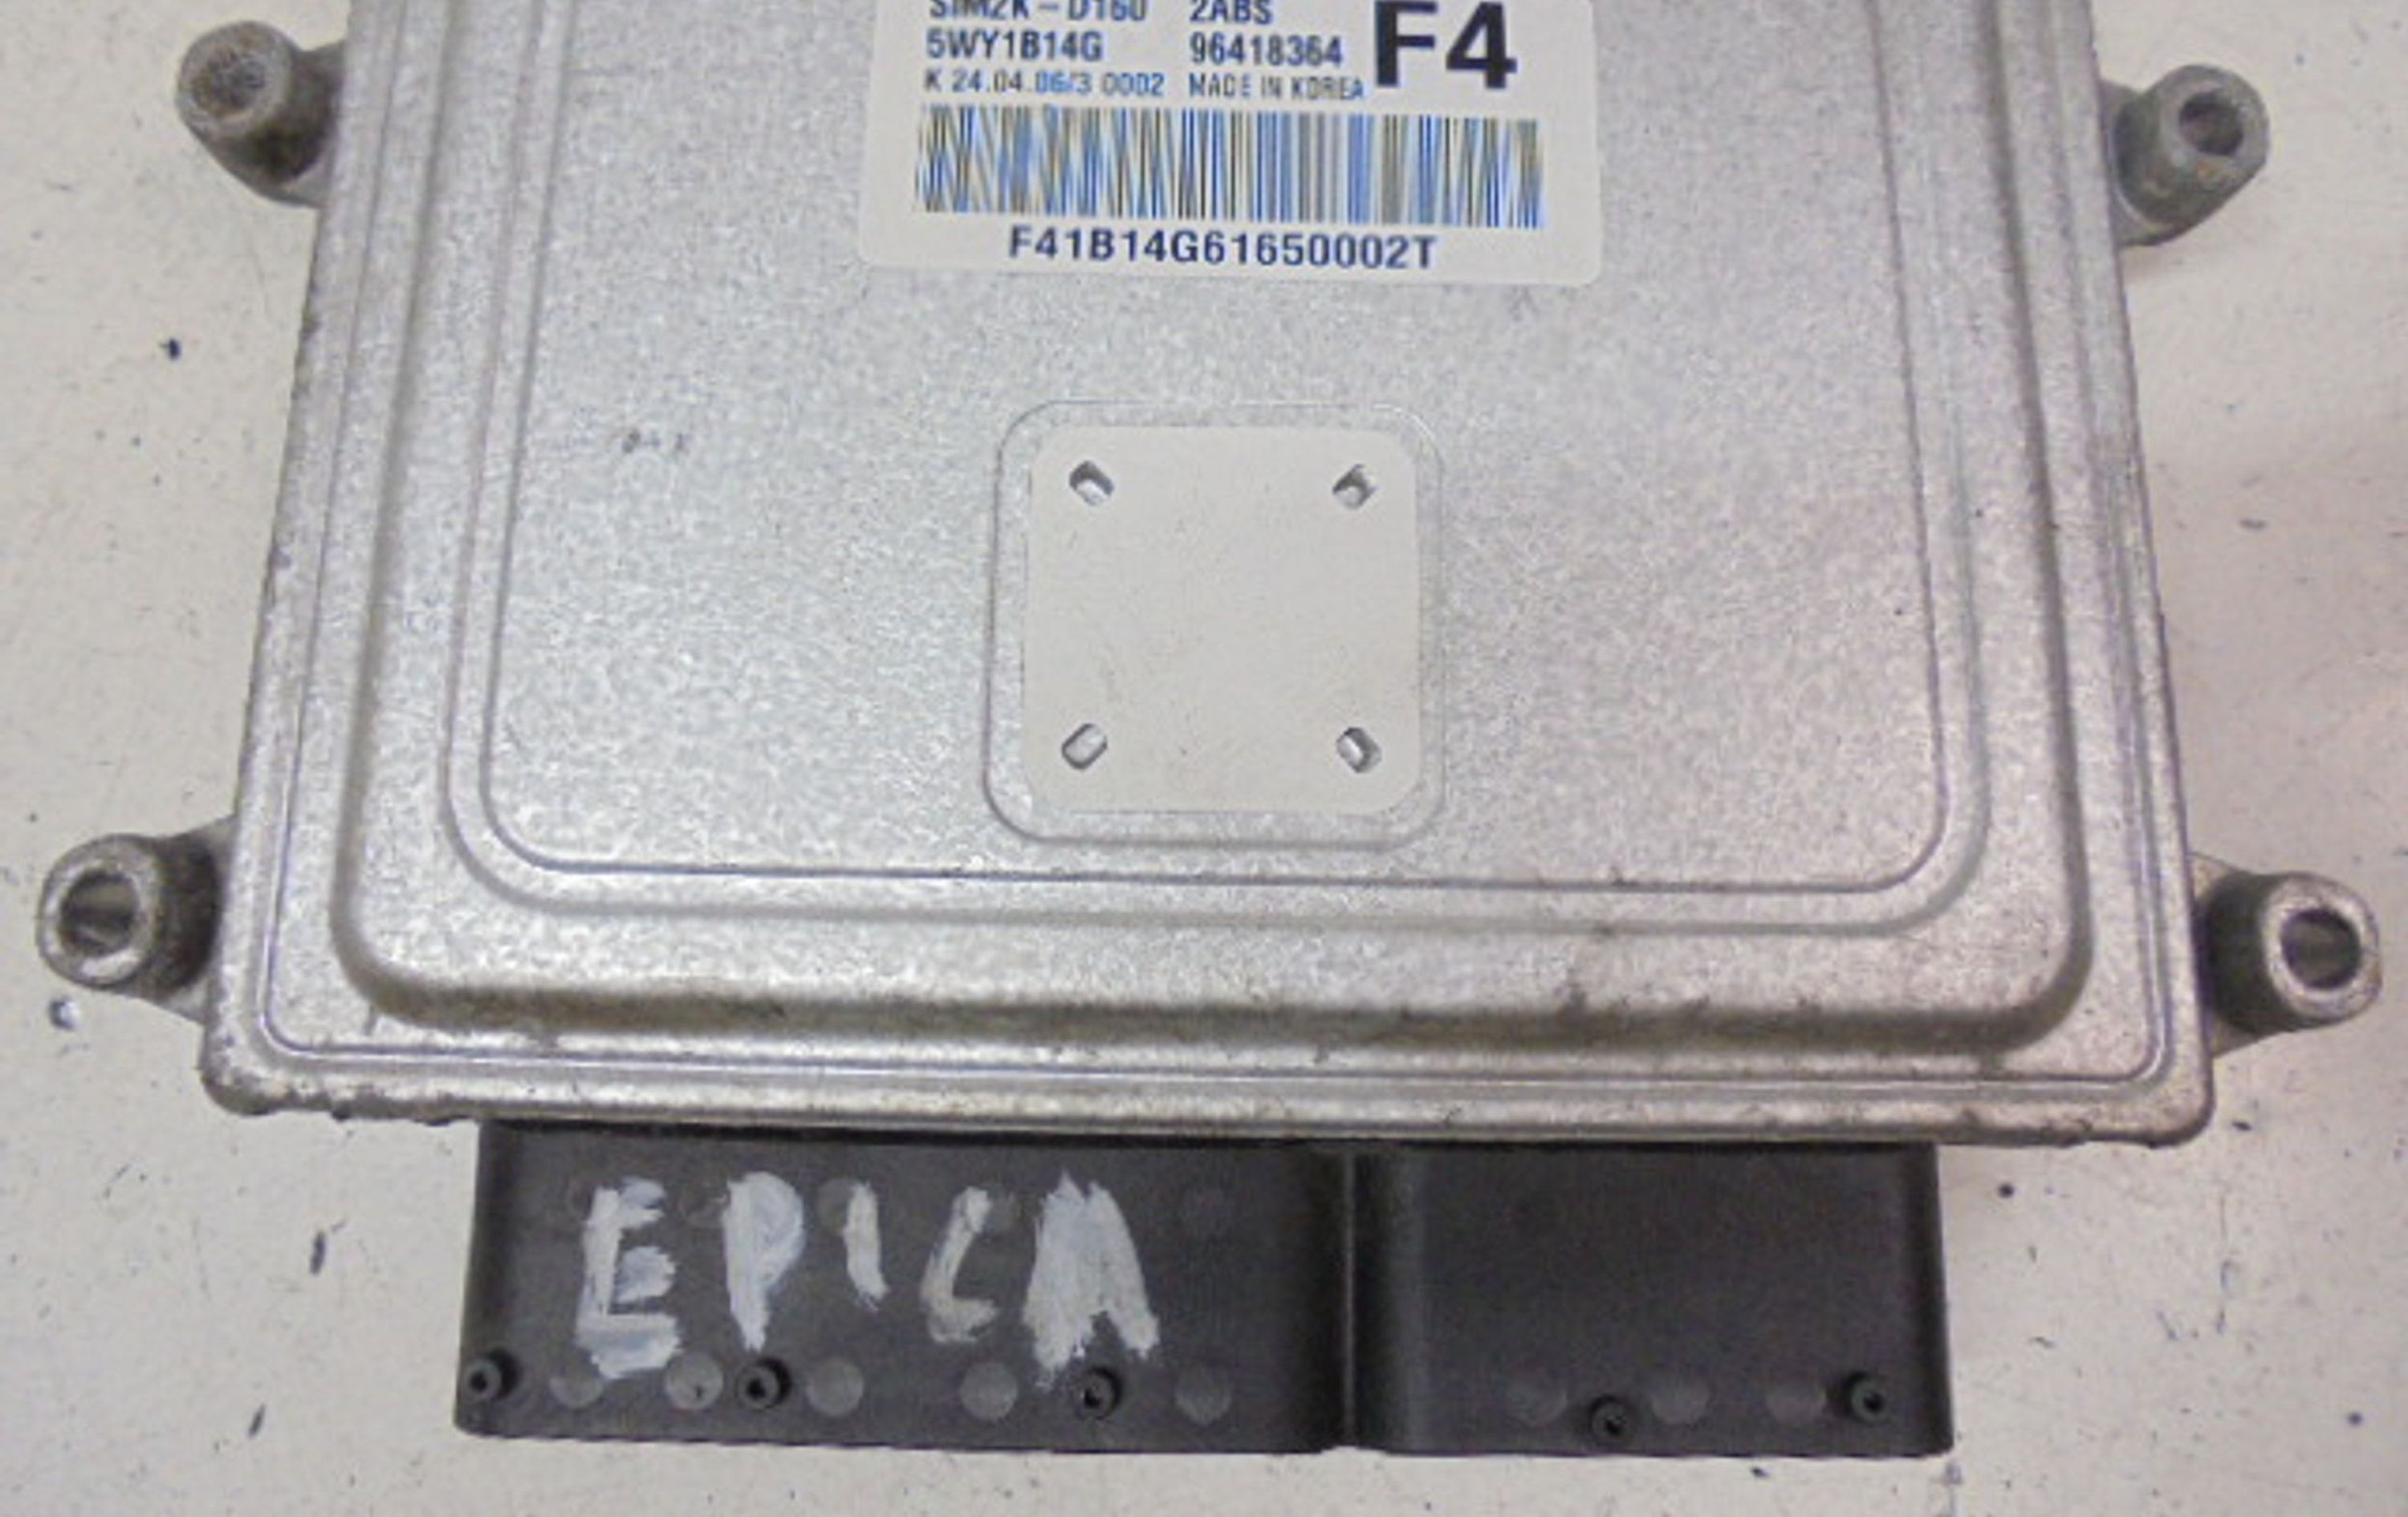 SIM2K-D160 2ABS
5WY1B14G 96418364 F4
K 24.04.06/3 0002 MADE IN KOREA
F41B14G61650002T
EPICA